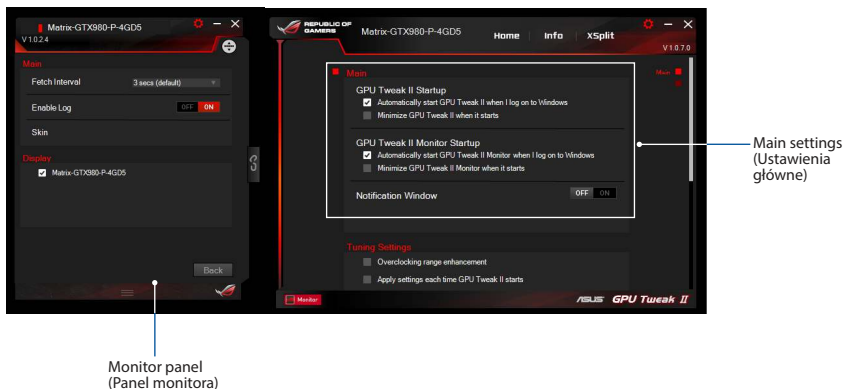 Matrix-GTX980-P-4GD5
V 1.0.2.4
Main
Fetch Interval
3 secs (default)
Enable Log
OFF ON
Skin
Display
Matrix-GTX980-P-4GD5
Back
REPUBLIC OF
GAMERS
Matrix-GTX980-P-4GD5
Home
Info
XSplit
V 1.0.7.0
Main
Main
GPU Tweak II Startup
Automatically start GPU Tweak II when I log on to Windows
Minimize GPU Tweak II when it starts
GPU Tweak II Monitor Startup
Automatically start GPU Tweak II Monitor when I log on to Windows
Minimize GPU Tweak II Monitor when it starts
Notification Window
OFF ON
Tuning Settings
Overclocking range enhancement
Apply settings each time GPU Tweak II starts
Monitor
ASUS GPU Tweak II
Main settings
(Ustawienia
główne)
Monitor panel
(Panel monitora)